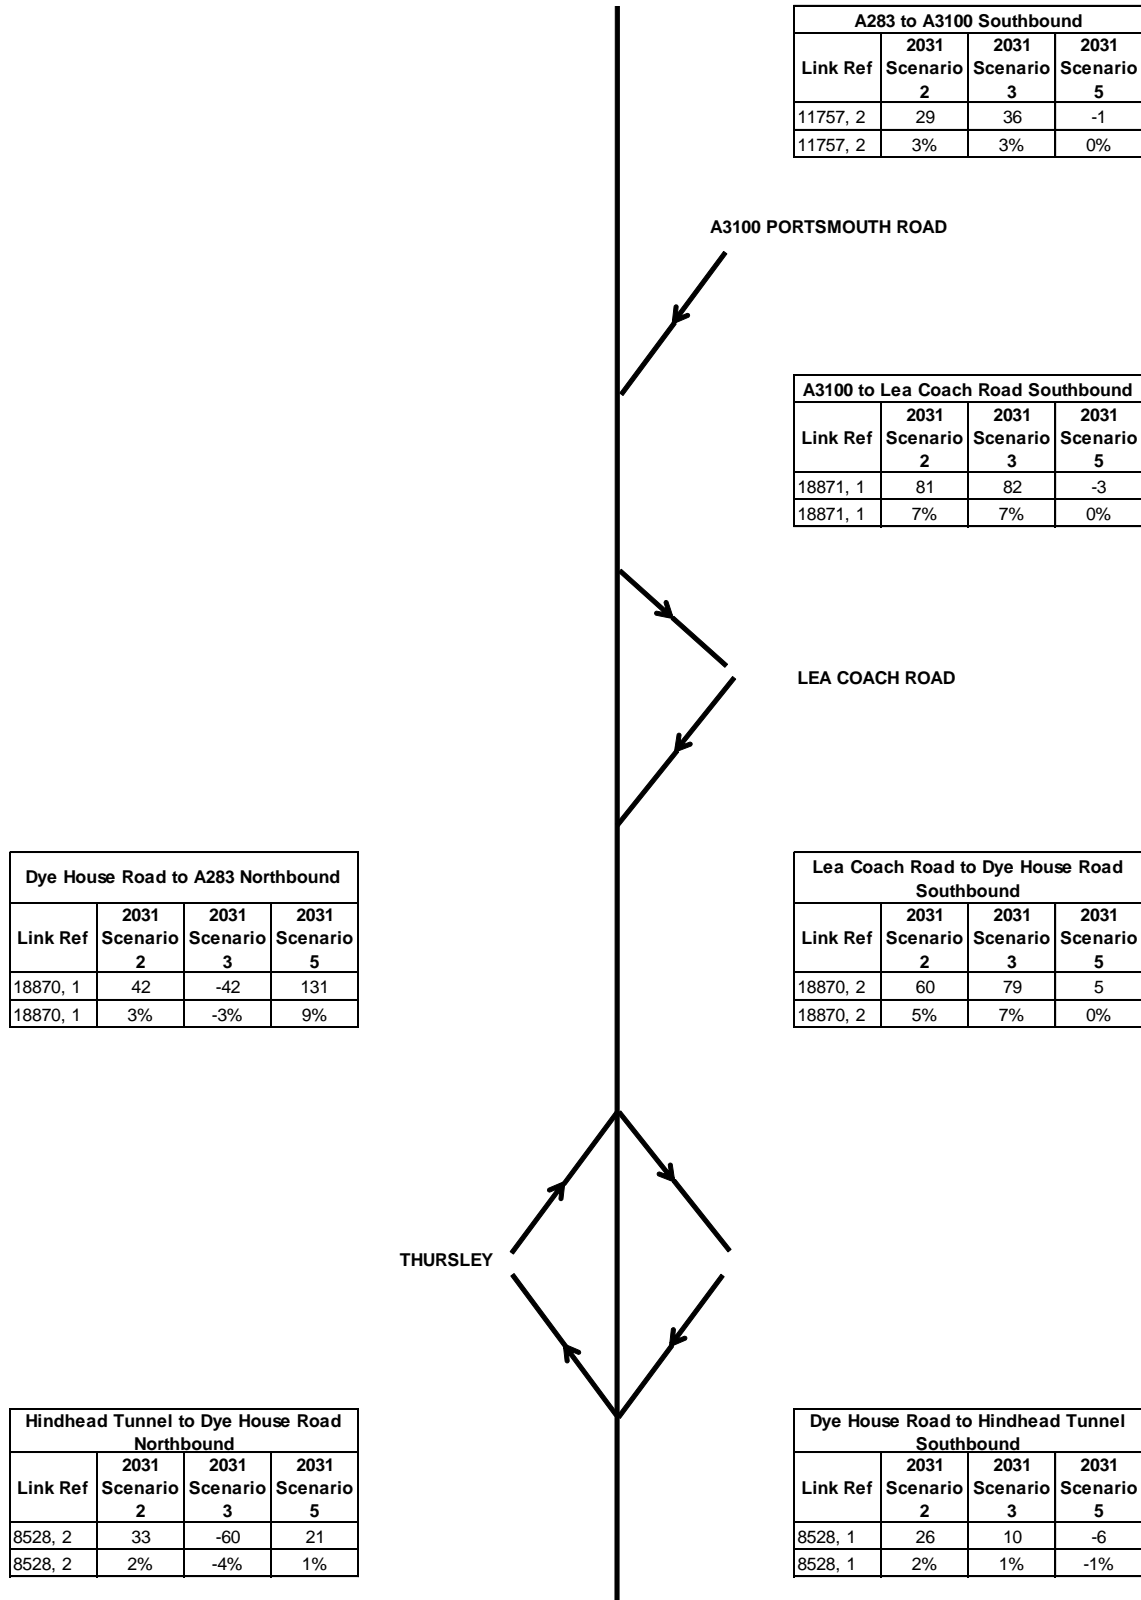 A283 to A3100 Southbound
Link Ref 2031 Scenario 2 2031 Scenario 3 2031 Scenario 5
11757, 2 29 36 -1
11757, 2 3% 3% 0%
A3100 PORTSMOUTH ROAD
A3100 to Lea Coach Road Southbound
Link Ref 2031 Scenario 2 2031 Scenario 3 2031 Scenario 5
18871, 1 81 82 -3
18871, 1 7% 7% 0%
LEA COACH ROAD
Dye House Road to A283 Northbound
Link Ref 2031 Scenario 2 2031 Scenario 3 2031 Scenario 5
18870, 1 42 -42 131
18870, 1 3% -3% 9%
Lea Coach Road to Dye House Road
Southbound
Link Ref 2031 Scenario 2 2031 Scenario 3 2031 Scenario 5
18870, 2 60 79 5
18870, 2 5% 7% 0%
THURSLEY
Hindhead Tunnel to Dye House Road
Northbound
Link Ref 2031 Scenario 2 2031 Scenario 3 2031 Scenario 5
8528, 2 33 -60 21
8528, 2 2% -4% 1%
Dye House Road to Hindhead Tunnel
Southbound
Link Ref 2031 Scenario 2 2031 Scenario 3 2031 Scenario 5
8528, 1 26 10 -6
8528, 1 2% 1% -1%